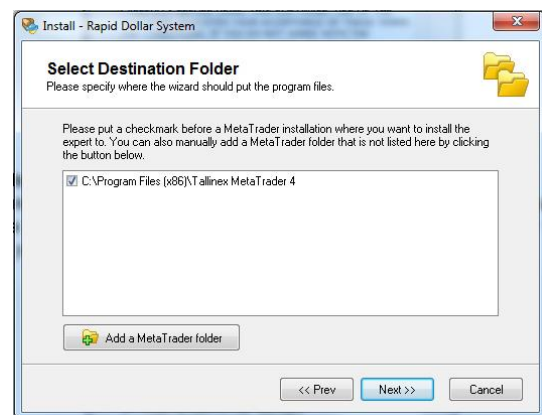 Install - Rapid Dollar System
Select Destination Folder
Please specify where the wizard should put the program files.
Please put a checkmark before a MetaTrader installation where you want to install the
expert to. You can also manually add a MetaTrader folder that is not listed here by clicking
the button below.
C:\Program Files (x86)\Tallinex MetaTrader 4
Add a MetaTrader folder
<< Prev
Next >>
Cancel